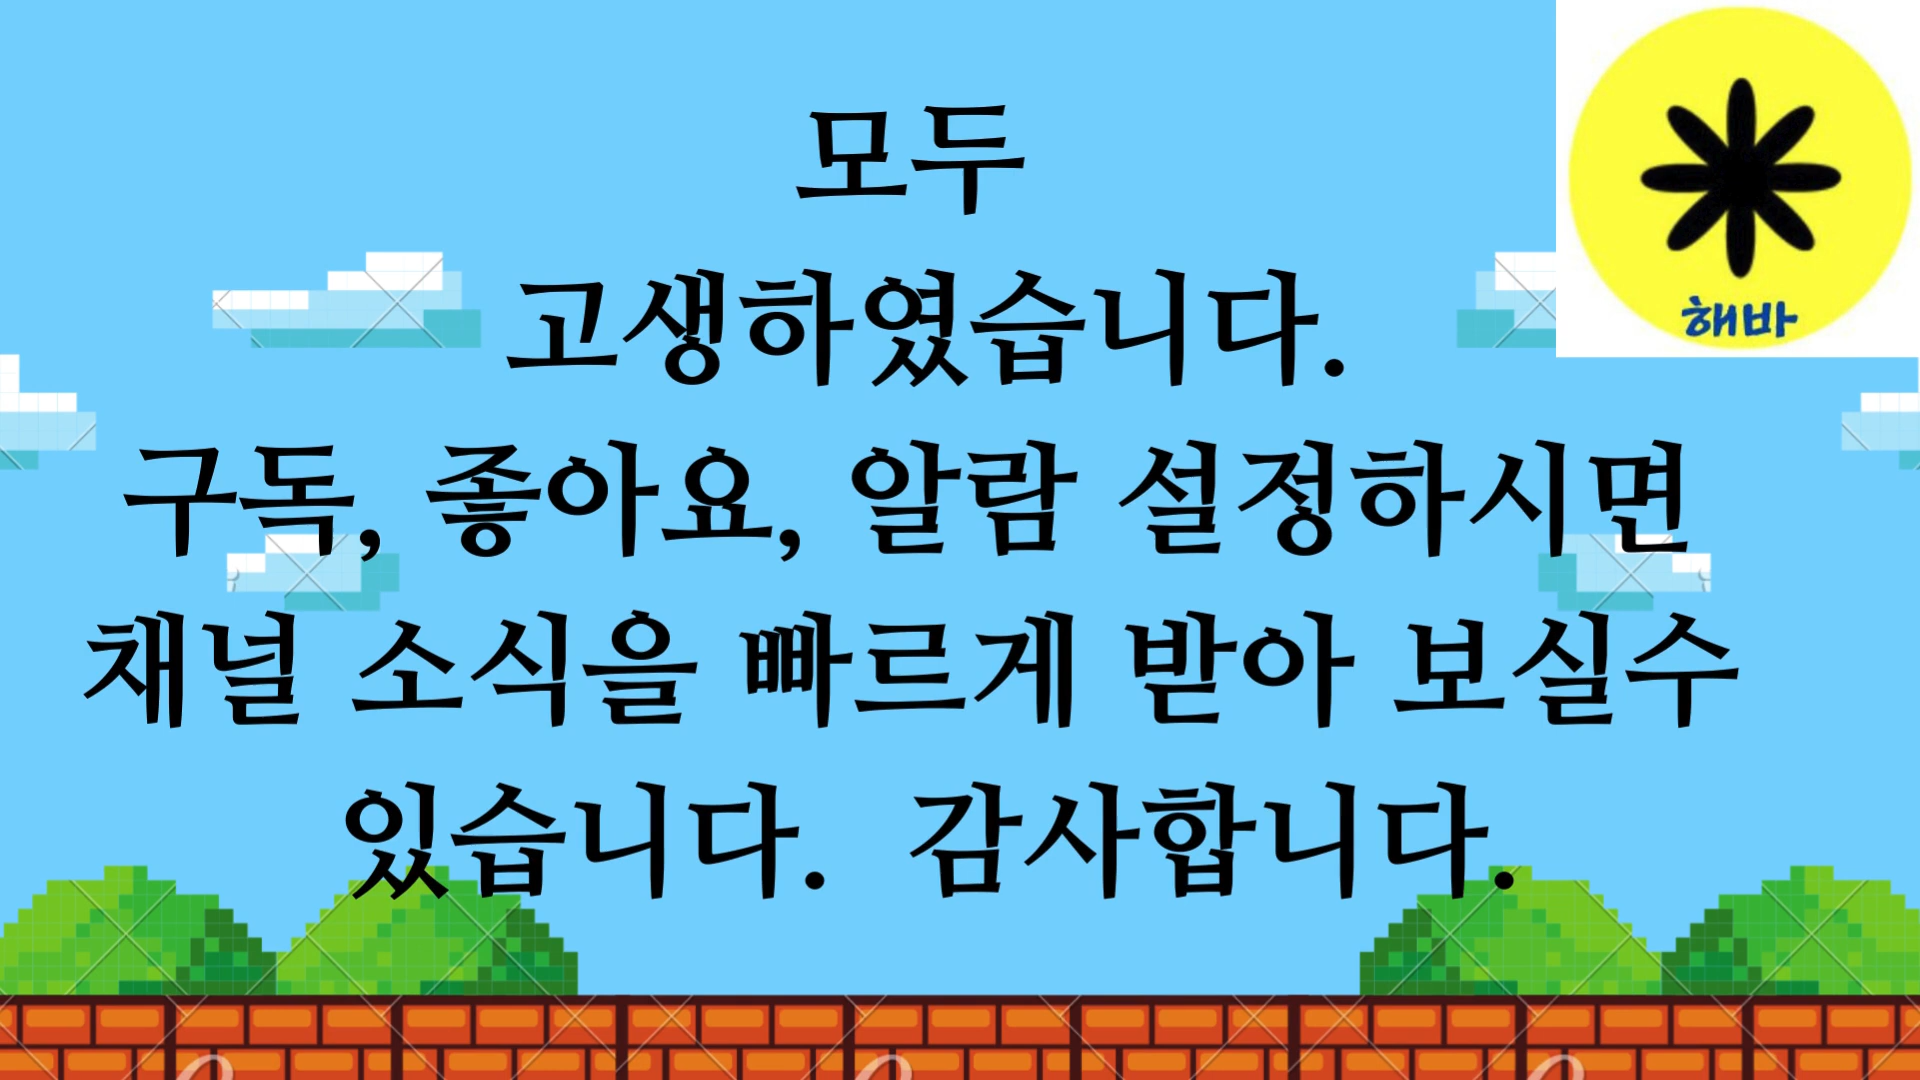 해바
모두
고생하였습니다.
구독, 좋아요, 알람 설정하시면
채널 소식을 빠르게 받아 보실수
있습니다. 감사합니다.